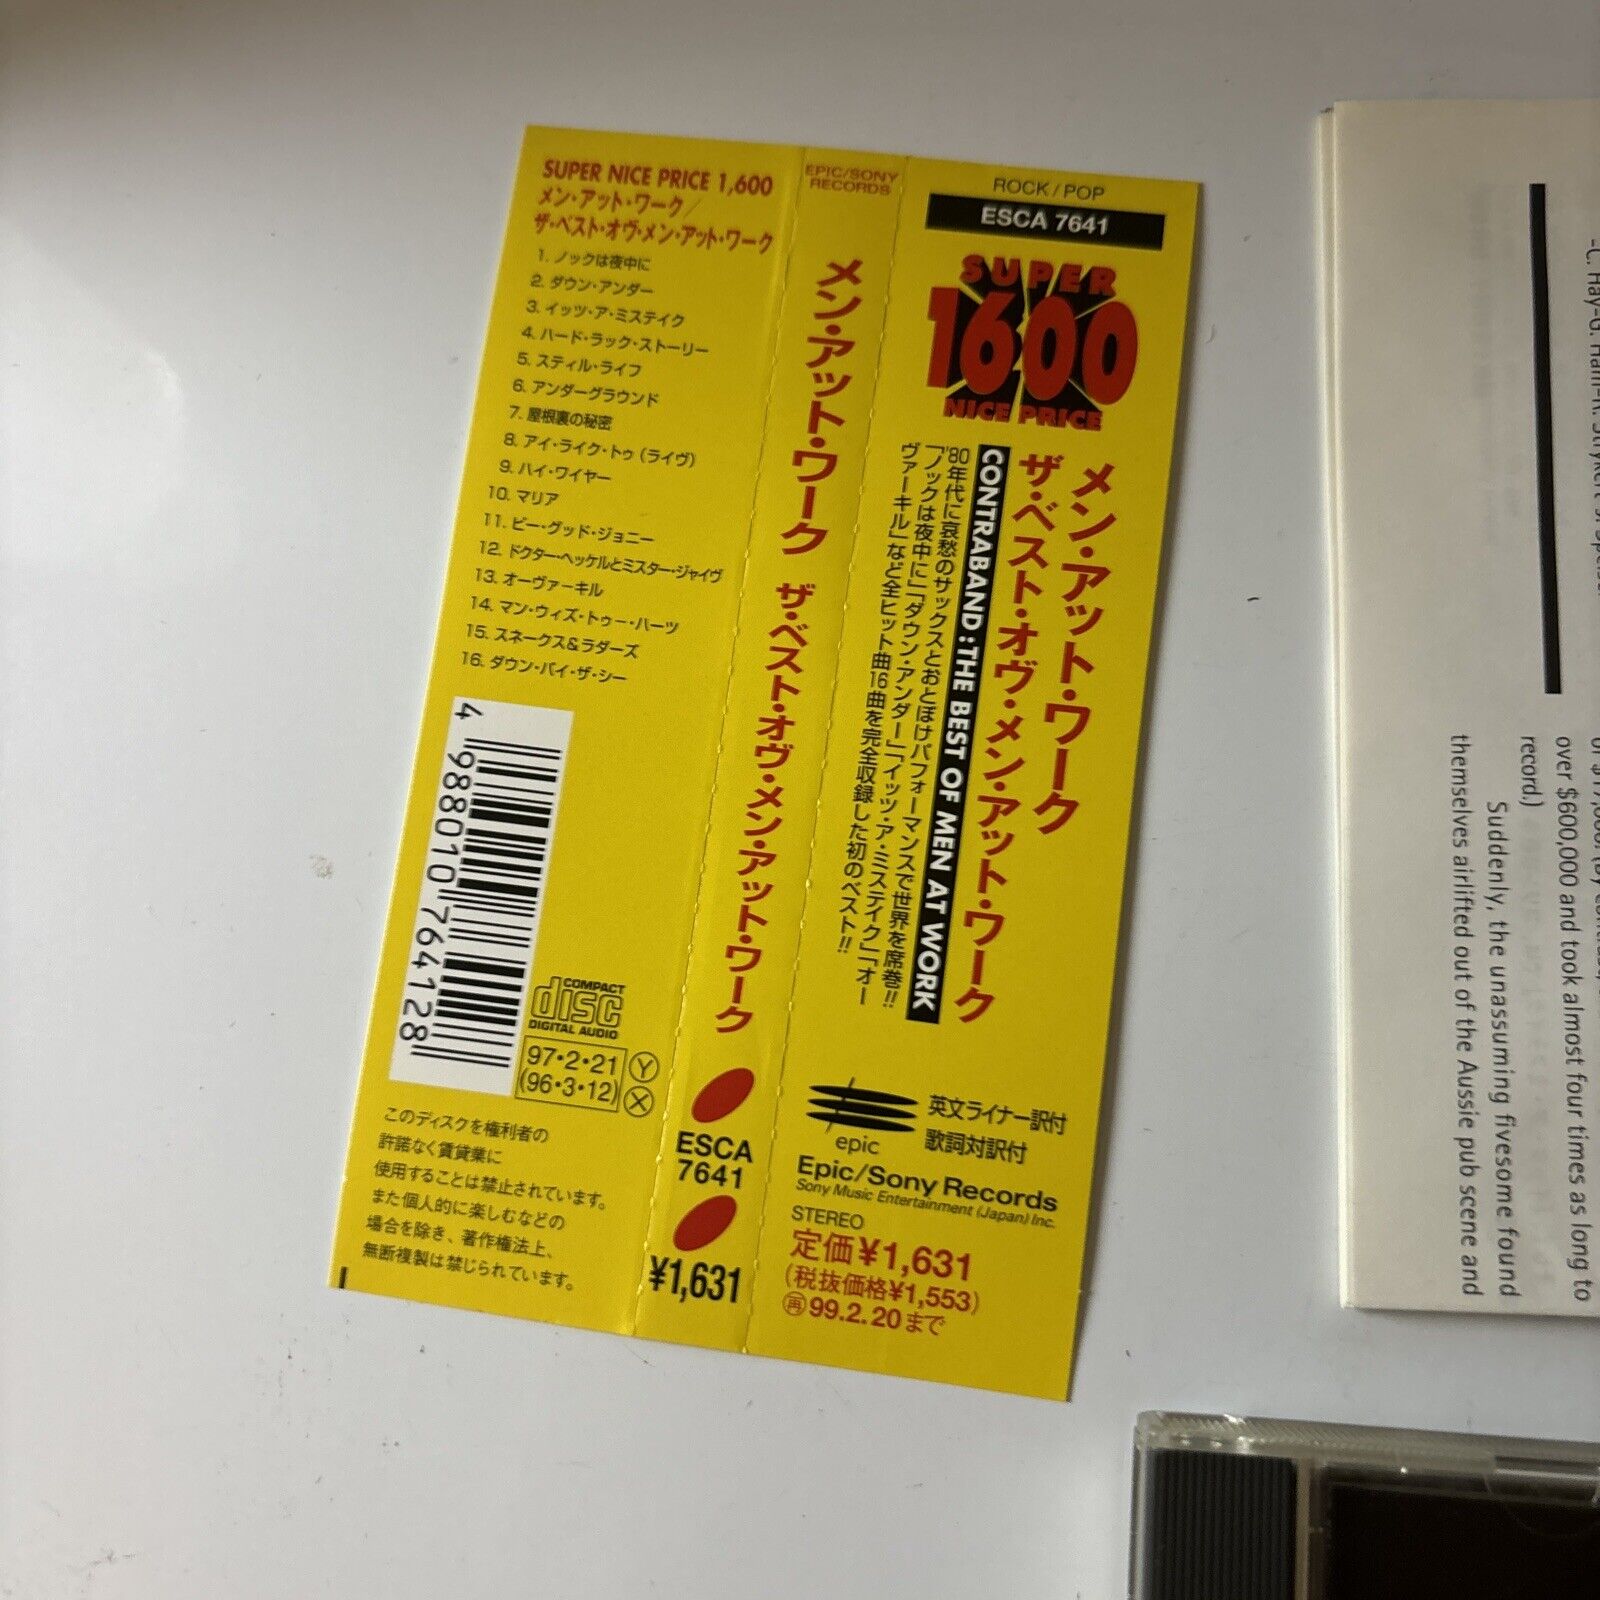 SUPER NICE PRICE 1,600
メン・アット・ワーク/
ザ・ベスト・オヴ・メン・アット・ワーク
1. ノックは夜中に
2. ダウン・アンダー
3. イッツ・ア・ミステイク
4. ハード・ラック・ストーリー
5. スティル・ライフ
6. アンダーグラウンド
7. 屋根裏の秘密
8. アイ・ライク・トゥ（ライヴ）
9. ハイ・ワイヤー
10. マリア
11. ビー・グッド・ジョニー
12. ドクター・ヘッケルとミスター・ジャイヴ
13. オーヴァーキル
14. マン・ウィズ・トゥー・ハーツ
15. スネークス&ラダーズ
16. ダウン・バイ・ザ・シー
4 988010 764128
COMPACT
disc
DIGITAL AUDIO
97・2・21 Y
(96・3・12) X
このディスクを権利者の
許諾なく賃貸業に
使用することは禁止されています。
また個人的に楽しむなどの
場合を除き、著作権法上、
無断複製は禁じられています。
EPIC/SONY
RECORDS
メン・アット・ワーク ザ・ベスト・オヴ・メン・アット・ワーク
ESCA
7641
¥1,631
ROCK/POP
ESCA 7641
SUPER
1600
NICE PRICE
メン・アット・ワーク
ザ・ベスト・オヴ・メン・アット・ワーク
CONTRABAND:THE BEST OF MEN AT WORK
'80年代に哀愁のサックスとおとぼけパフォーマンスで世界を席巻!!
「ノックは夜中に」「ダウン・アンダー」「イッツ・ア・ミステイク」「オー
ヴァーキル」など全ヒット曲16曲を完全収録した初のベスト!!
epic
英文ライナー訳付
歌詞対訳付
Epic/Sony Records
Sony Music Entertainment (Japan) Inc.
STEREO
定価¥1,631
(税抜価格¥1,553)
再99.2.20まで
-C. Hay-G. Ham-R. Strykert-J. Speiser
over $600,000 and took almost four times as long to
record.)
Suddenly, the unassuming fivesome found
themselves airlifted out of the Aussie pub scene and